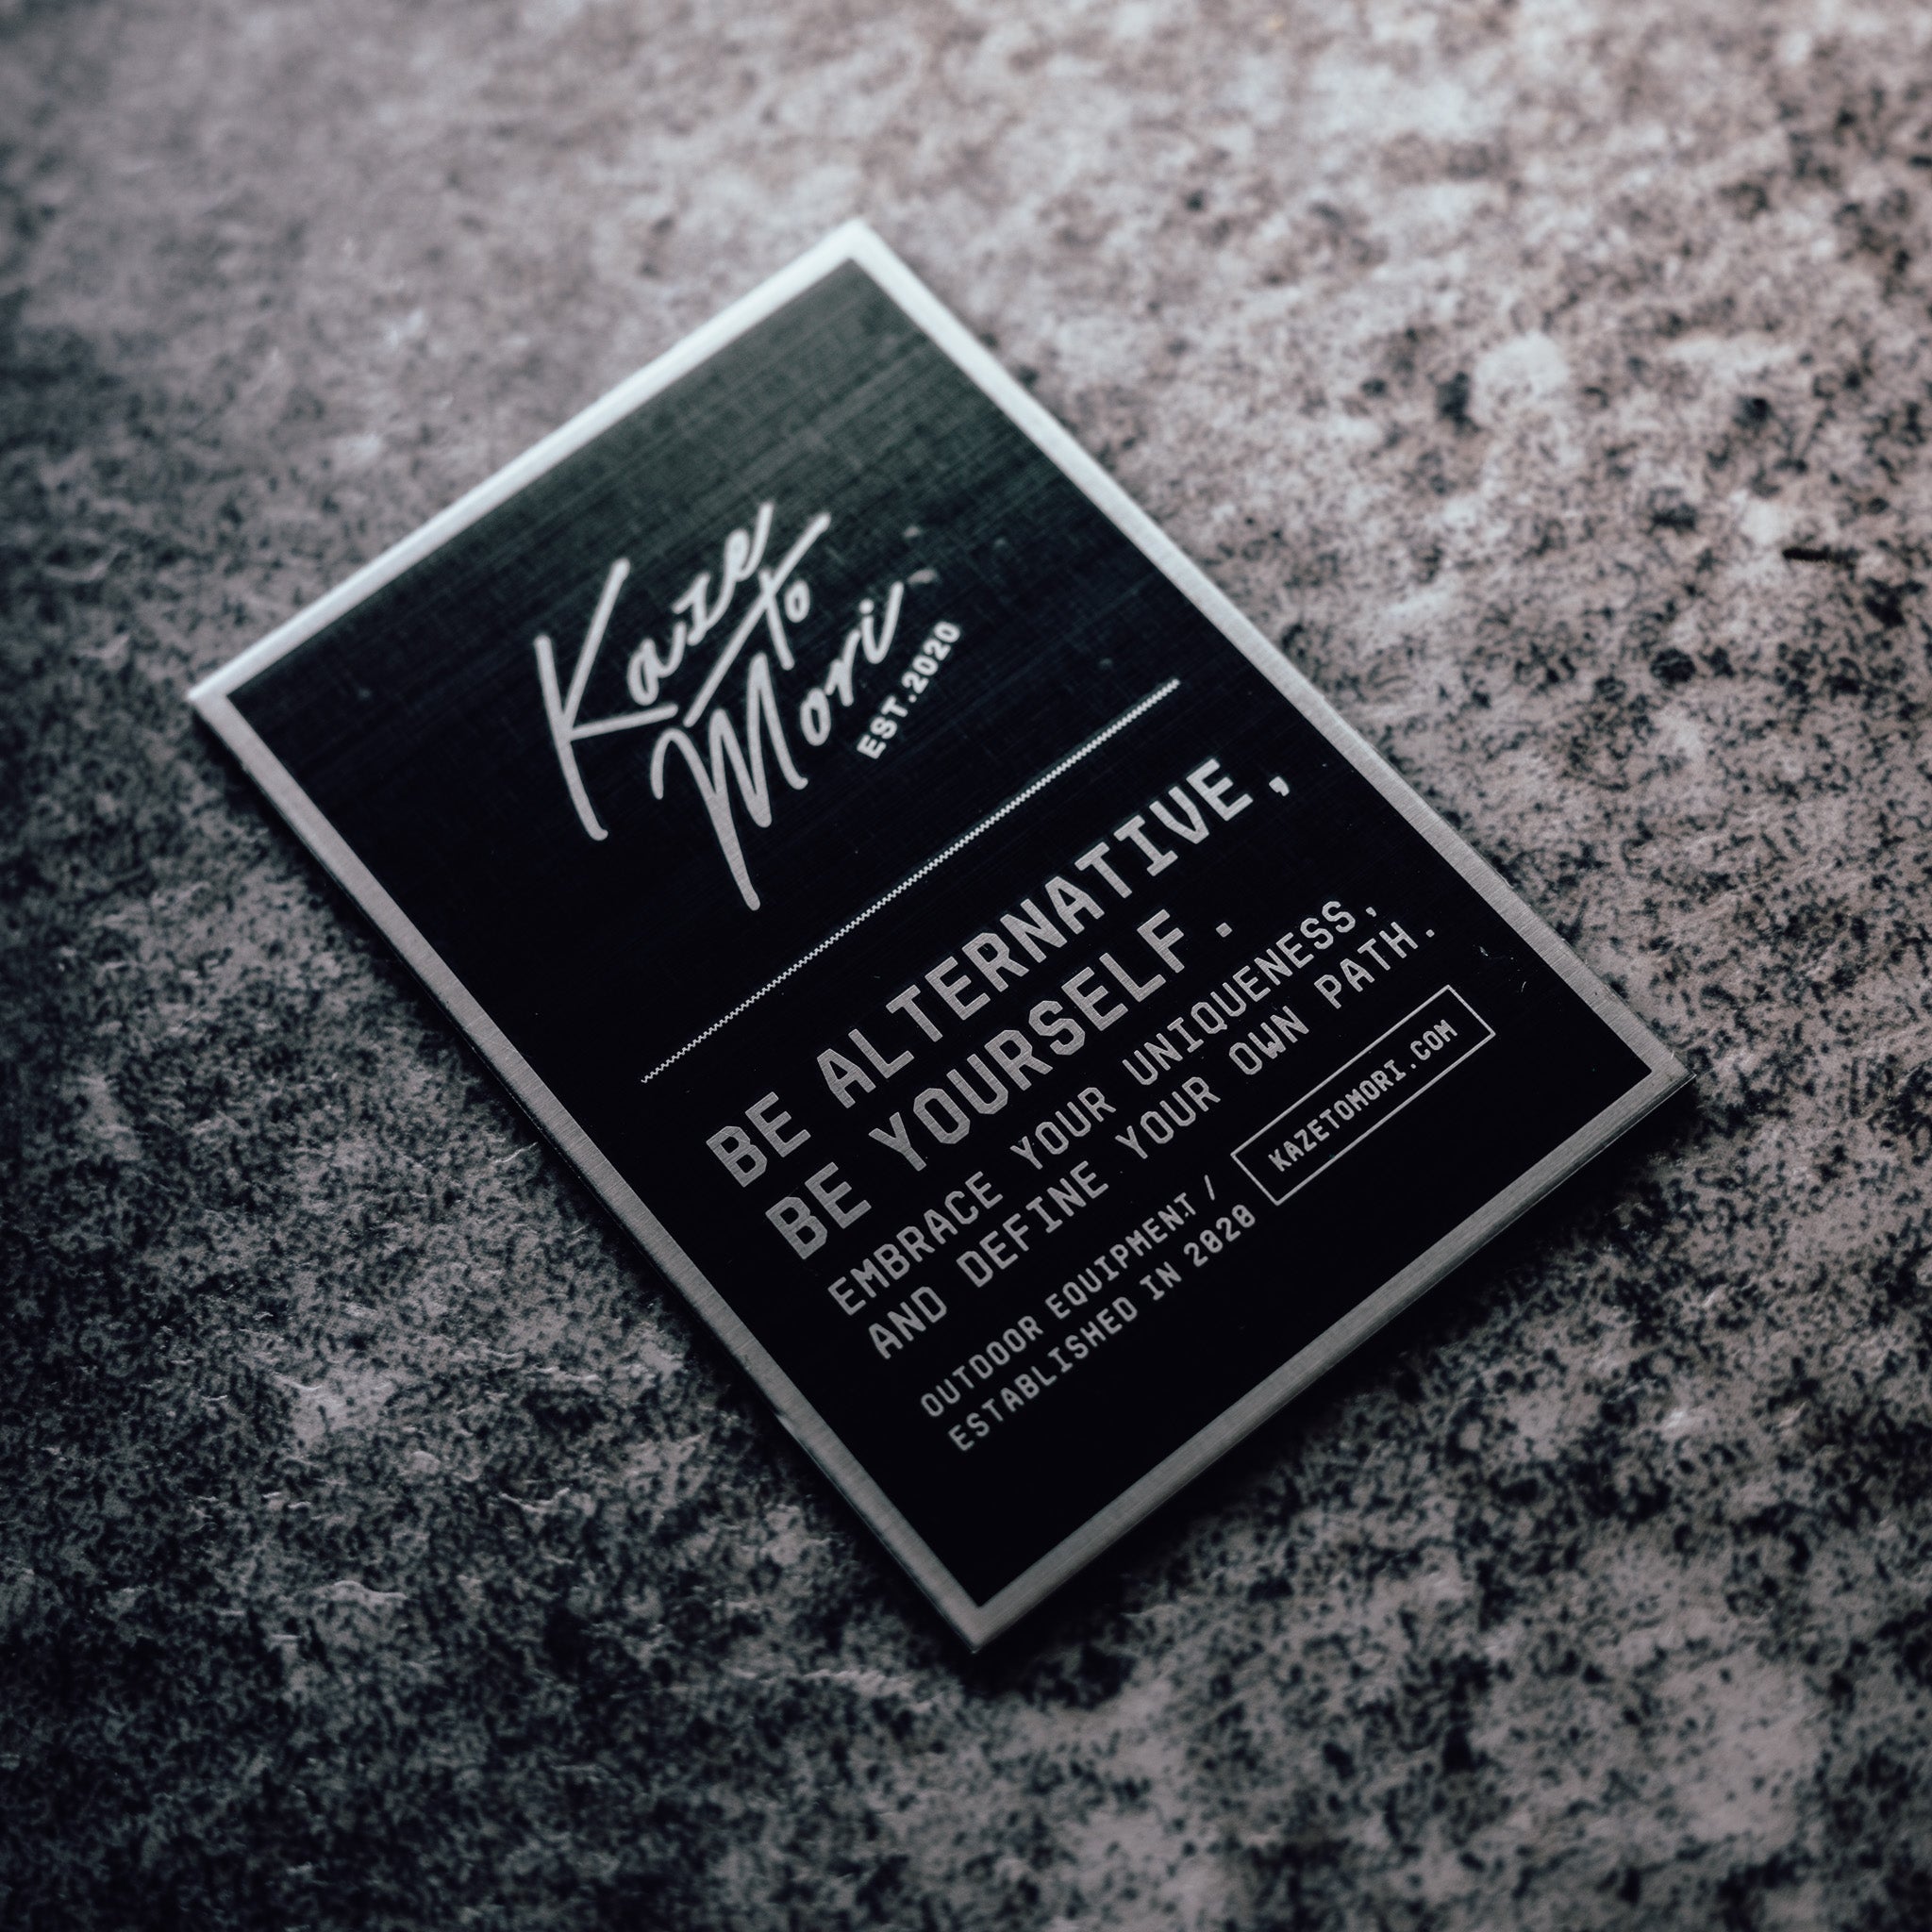 Kaze
to
Mori
EST.2020
BE ALTERNATIVE,
BE YOURSELF.
EMBRACE YOUR UNIQUENESS,
AND DEFINE YOUR OWN PATH.
OUTDOOR EQUIPMENT /
ESTABLISHED IN 2020
KAZETOMORI.COM